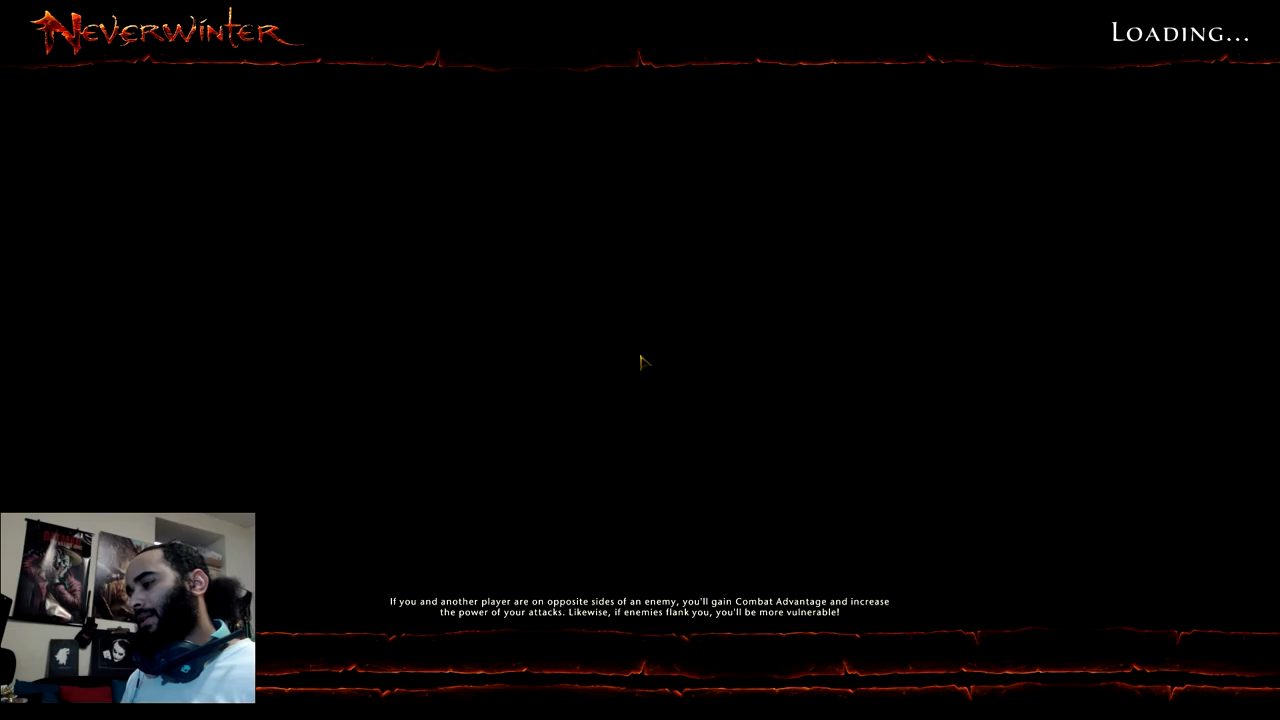 NEVERWINTER
LOADING...
If you and another player are on opposite sides of an enemy, you'll gain Combat Advantage and increase
the power of your attacks. Likewise, if enemies flank you, you'll be more vulnerable!